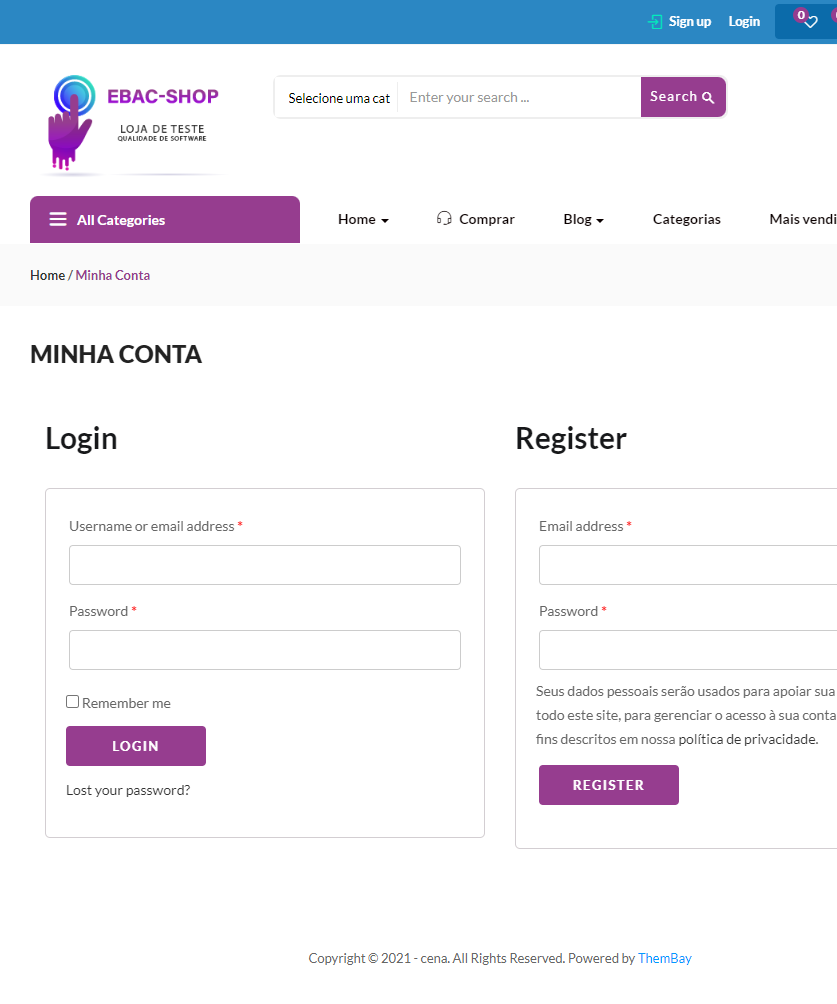 Sign up Login 0
EBAC-SHOP
LOJA DE TESTE
QUALIDADE DE SOFTWARE
Selecione uma cat Enter your search ... Search
All Categories Home Comprar Blog Categorias Mais vendi
Home / Minha Conta
MINHA CONTA
Login
Username or email address *
Password *
Remember me
LOGIN
Lost your password?
Register
Email address *
Password *
Seus dados pessoais serão usados para apoiar sua
todo este site, para gerenciar o acesso à sua conta
fins descritos em nossa política de privacidade.
REGISTER
Copyright © 2021 - cena. All Rights Reserved. Powered by ThemBay